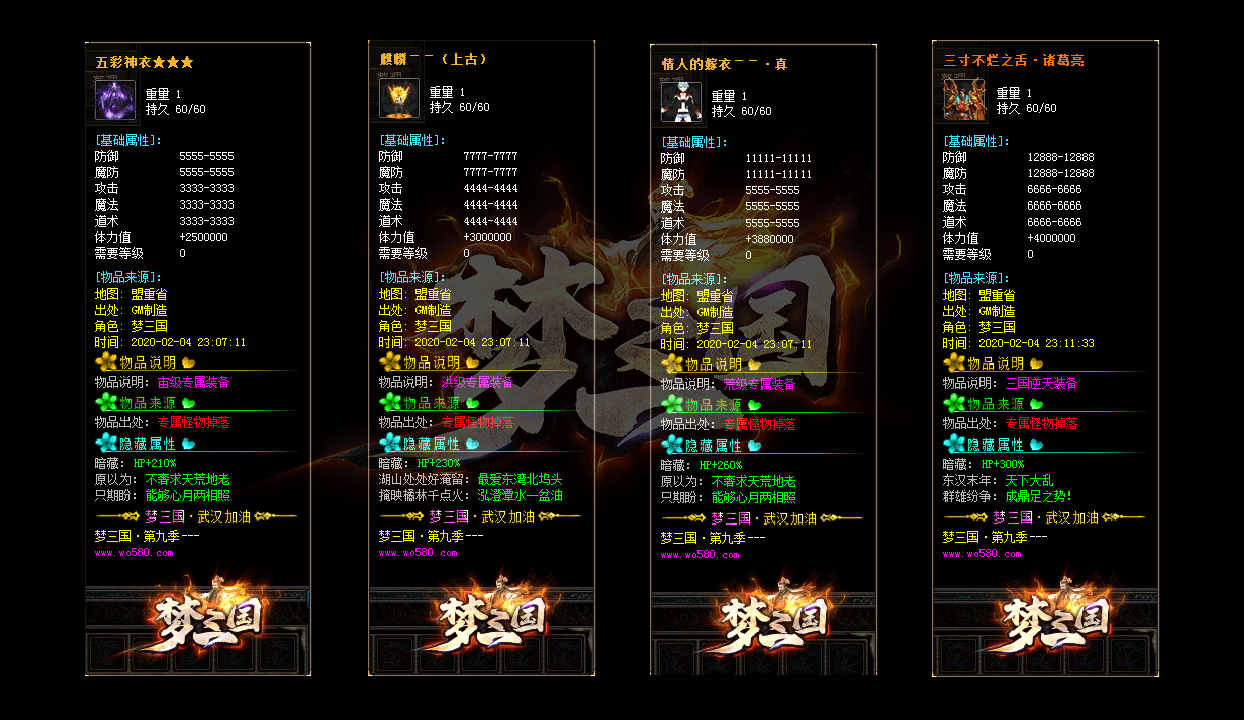 五彩神衣★★★
重量 1
持久 60/60
[基础属性]:
防御 5555-5555
魔防 5555-5555
攻击 3333-3333
魔法 3333-3333
道术 3333-3333
体力值 +2500000
需要等级 0
[物品来源]:
地图: 盟重省
出处: GM制造
角色: 梦三国
时间: 2020-02-04 23:07:11
物品说明
物品说明: 宙级专属装备
物品来源
物品出处: 专属怪物掉落
隐藏属性
暗藏: HP+210%
原以为: 不奢求天荒地老
只期盼: 能够心月两相照
梦三国·武汉加油
梦三国·第九季---
www.wo580.com
梦三国
麒麟一一(上古)
重量 1
持久 60/60
[基础属性]:
防御 7777-7777
魔防 7777-7777
攻击 4444-4444
魔法 4444-4444
道术 4444-4444
体力值 +3000000
需要等级 0
[物品来源]:
地图: 盟重省
出处: GM制造
角色: 梦三国
时间: 2020-02-04 23:07:11
物品说明
物品说明: 洪级专属装备
物品来源
物品出处: 专属怪物掉落
隐藏属性
暗藏: HP+230%
湖山处处好淹留: 最爱东湾北坞头
掩映橘林千点火: 泓澄潭水一盆油
梦三国·武汉加油
梦三国·第九季---
www.wo580.com
梦三国
情人的嫁衣一一·真
重量 1
持久 60/60
[基础属性]:
防御 11111-11111
魔防 11111-11111
攻击 5555-5555
魔法 5555-5555
道术 5555-5555
体力值 +3880000
需要等级 0
[物品来源]:
地图: 盟重省
出处: GM制造
角色: 梦三国
时间: 2020-02-04 23:07:11
物品说明
物品说明: 荒级专属装备
物品来源
物品出处: 专属怪物掉落
隐藏属性
暗藏: HP+260%
原以为: 不奢求天荒地老
只期盼: 能够心月两相照
梦三国·武汉加油
梦三国·第九季---
www.wo580.com
梦三国
三寸不烂之舌·诸葛亮
重量 1
持久 60/60
[基础属性]:
防御 12888-12888
魔防 12888-12888
攻击 6666-6666
魔法 6666-6666
道术 6666-6666
体力值 +4000000
需要等级 0
[物品来源]:
地图: 盟重省
出处: GM制造
角色: 梦三国
时间: 2020-02-04 23:11:33
物品说明
物品说明: 三国逆天装备
物品来源
物品出处: 专属怪物掉落
隐藏属性
暗藏: HP+300%
东汉末年: 天下大乱
群雄纷争: 成鼎足之势!
梦三国·武汉加油
梦三国·第九季---
www.wo580.com
梦三国
梦三国